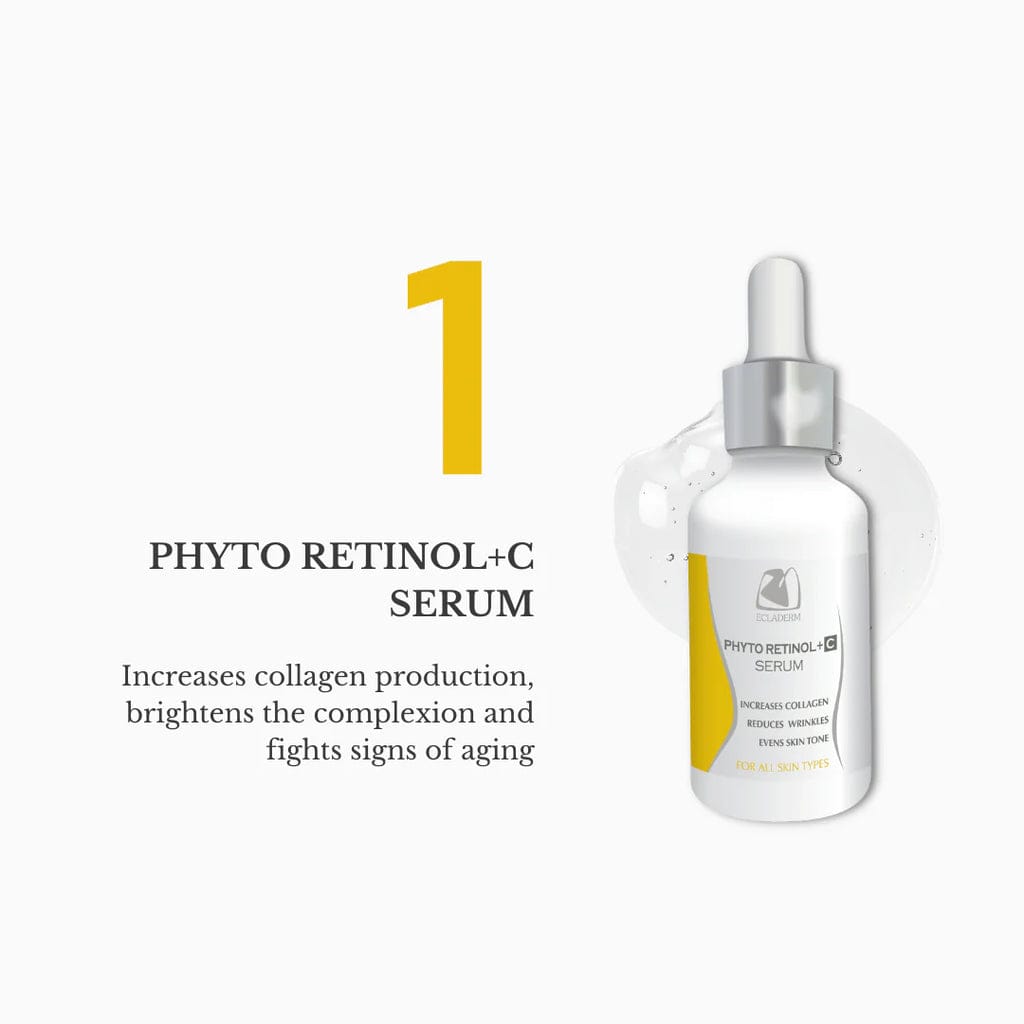 1
PHYTO RETINOL+C
SERUM
Increases collagen production,
brightens the complexion and
fights signs of aging
ECLADERM
PHYTO RETINOL+C
SERUM
INCREASES COLLAGEN
REDUCES WRINKLES
EVENS SKIN TONE
FOR ALL SKIN TYPES